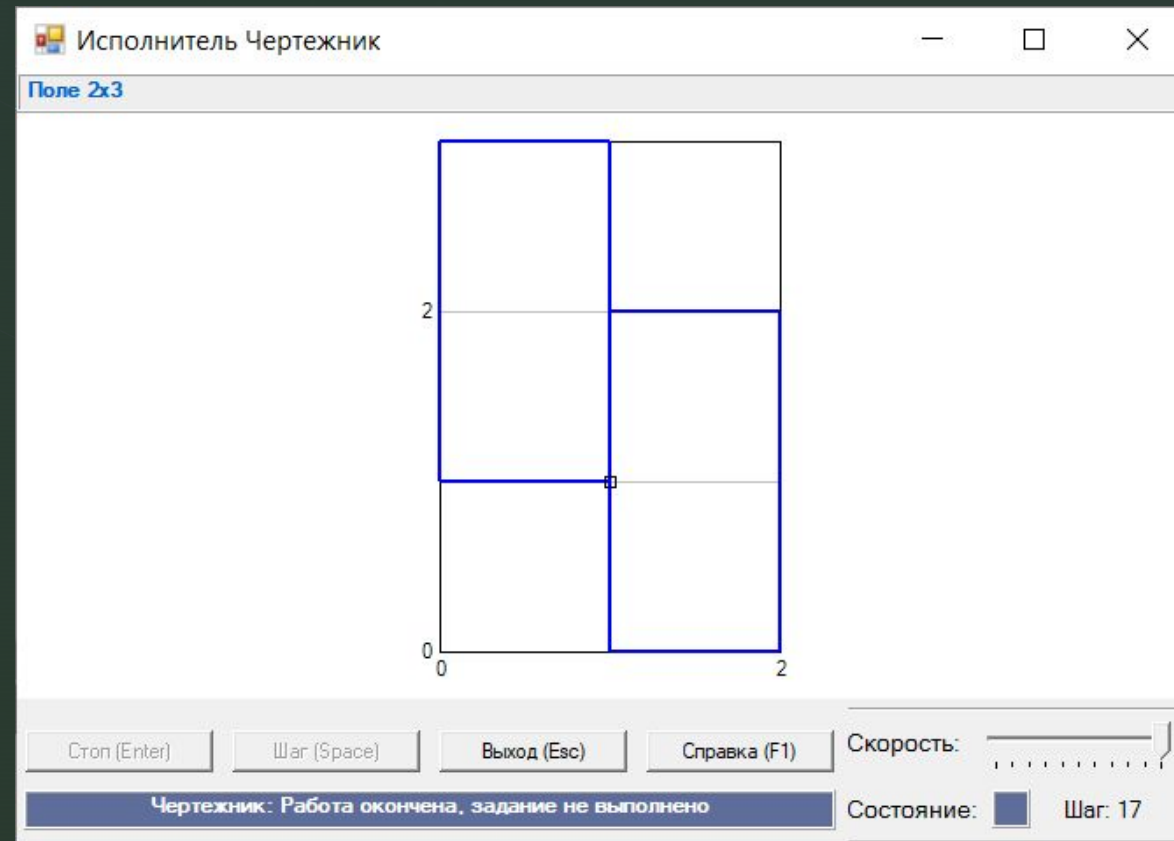 Исполнитель Чертежник
Поле 2x3
2
0
0 2
Стоп (Enter) Шаг (Space) Выход (Esc) Справка (F1) Скорость:
Чертежник: Работа окончена, задание не выполнено Состояние: Шаг: 17